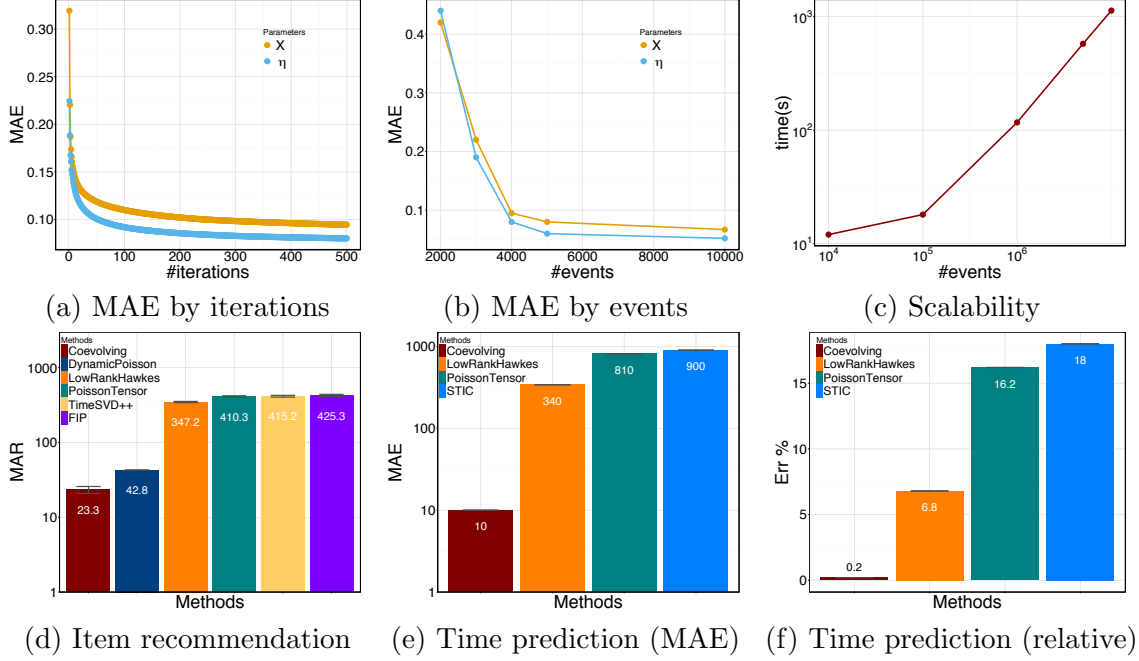 MAE
0.30
0.25
0.20
0.15
0.10
Parameters
X
η
0 100 200 300 400 500
#iterations
(a) MAE by iterations
MAE
0.4
0.3
0.2
0.1
Parameters
X
η
2000 4000 6000 8000 10000
#events
(b) MAE by events
time(s)
10³
10²
10¹
10⁴ 10⁵ 10⁶
#events
(c) Scalability
MAR
1000
100
10
1
Methods
Coevolving
DynamicPoisson
LowRankHawkes
PoissonTensor
TimeSVD++
FIP
23.3 42.8 347.2 410.3 415.2 425.3
Methods
(d) Item recommendation
MAE
1000
100
10
1
Methods
Coevolving
LowRankHawkes
PoissonTensor
STIC
10 340 810 900
Methods
(e) Time prediction (MAE)
Err %
15
10
5
0
Methods
Coevolving
LowRankHawkes
PoissonTensor
STIC
0.2 6.8 16.2 18
Methods
(f) Time prediction (relative)